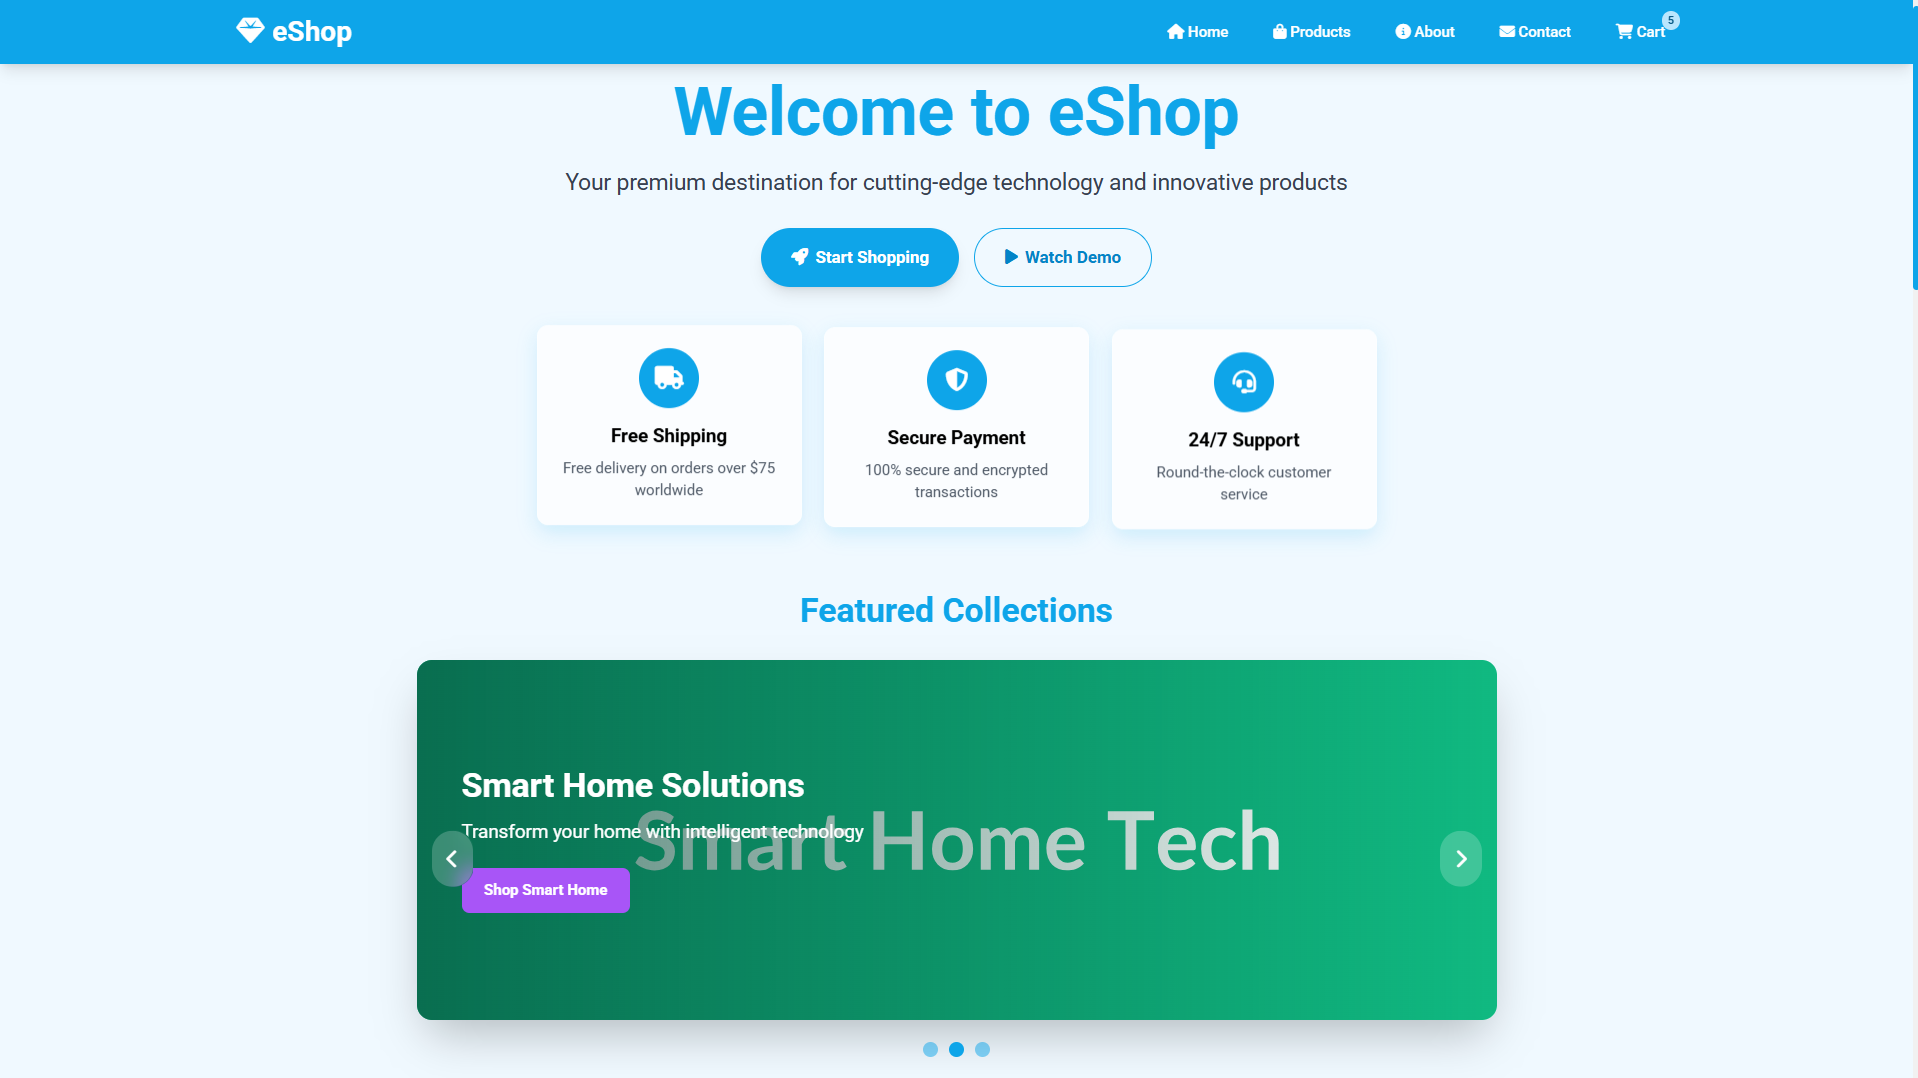 eShop
Home
Products
About
Contact
Cart
5
Welcome to eShop
Your premium destination for cutting-edge technology and innovative products
Start Shopping
Watch Demo
Free Shipping
Free delivery on orders over $75
worldwide
Secure Payment
100% secure and encrypted
transactions
24/7 Support
Round-the-clock customer
service
Featured Collections
Smart Home Solutions
Transform your home with intelligent technology
Smart Home Tech
Shop Smart Home